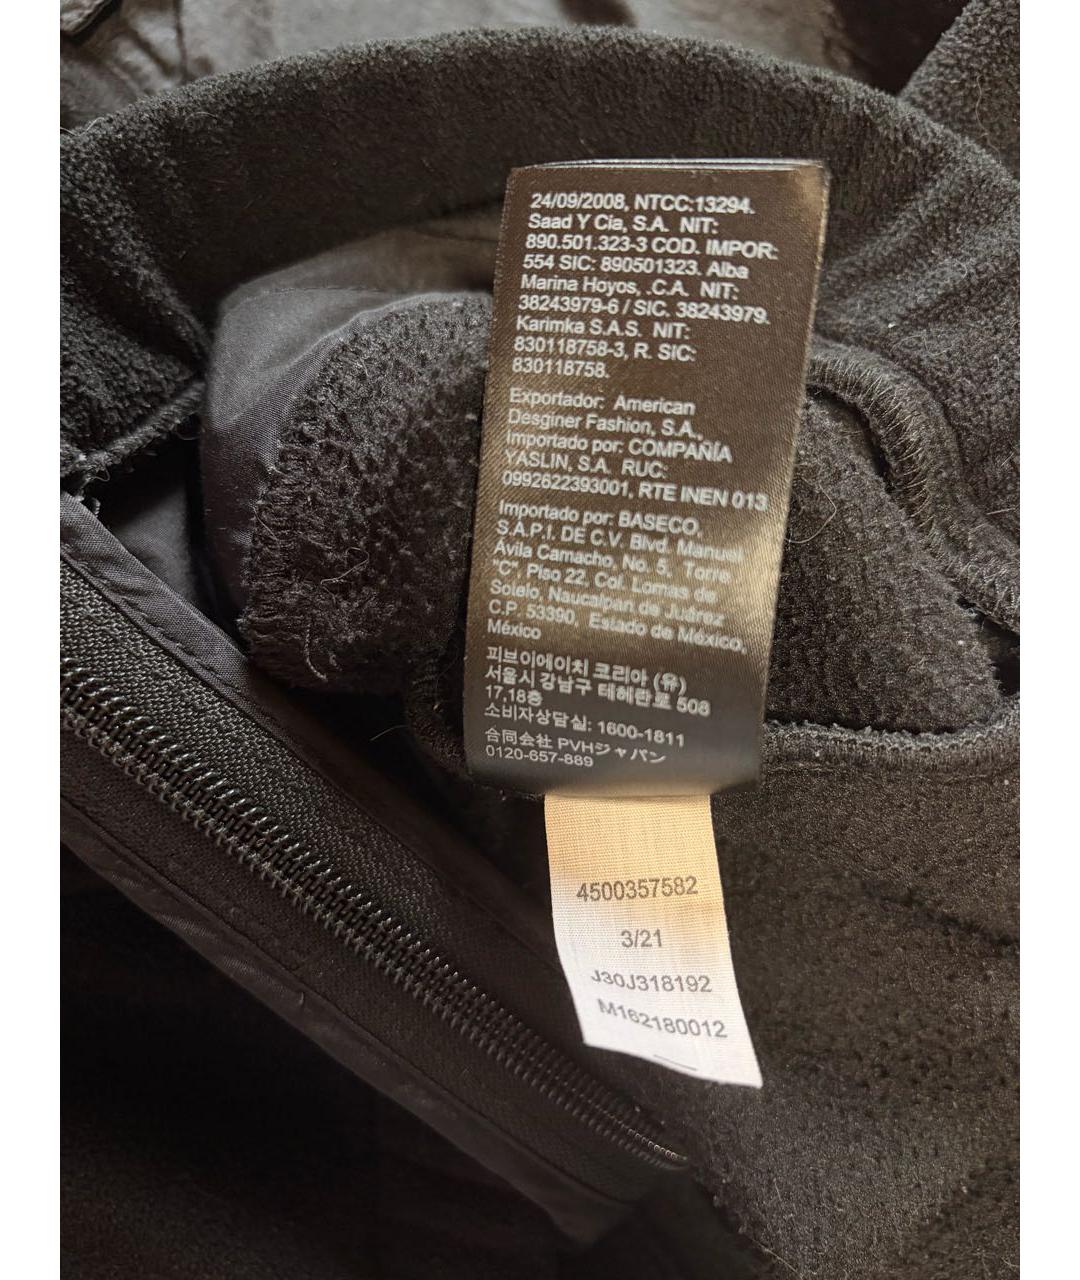 24/09/2008, NTCC:13294.
Saad Y Cia, S.A. NIT:
890.501.323-3 COD. IMPOR:
554 SIC: 890501323. Alba
Marina Hoyos, .C.A. NIT:
38243979-6 / SIC. 38243979.
Karimka S.A.S. NIT:
830118758-3, R. SIC:
830118758.
Exportador: American
Desginer Fashion, S.A.,
Importado por: COMPAÑÍA
YASLIN, S.A. RUC:
0992622393001, RTE INEN 013
Importado por: BASECO,
S.A.P.I. DE C.V. Blvd. Manuel
Ávila Camacho, No. 5, Torre
"C", Piso 22, Col. Lomas de
Sotelo, Naucalpan de Juárez
C.P. 53390, Estado de México,
México
피브이에이치 코리아 (유)
서울시 강남구 테헤란로 508
17,18층
소비자상담실: 1600-1811
合同会社 PVHジャパン
0120-657-889
4500357582
3/21
J30J318192
M162180012